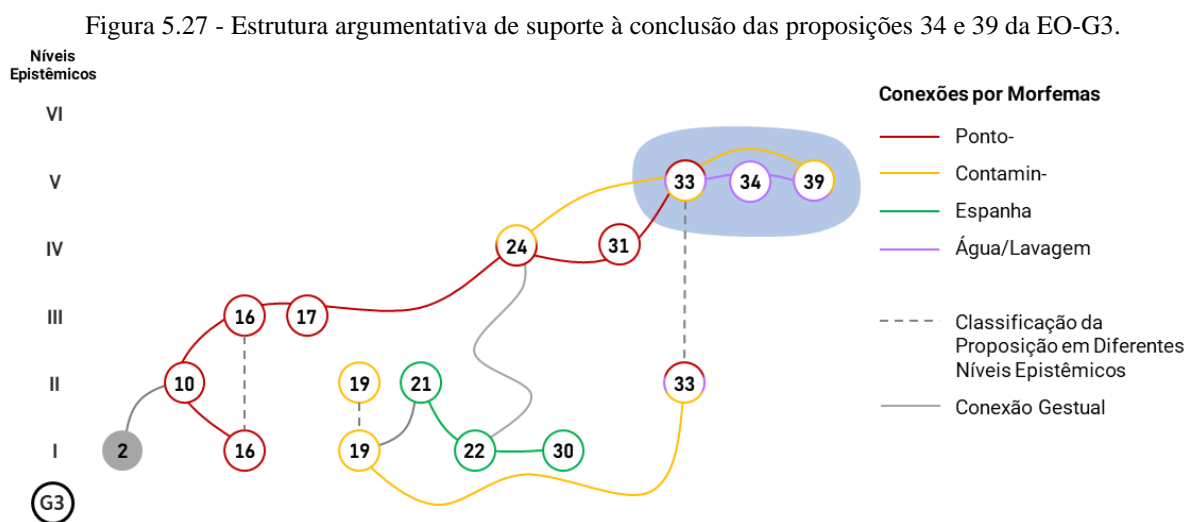 Figura 5.27 - Estrutura argumentativa de suporte à conclusão das proposições 34 e 39 da EO-G3.
Níveis
Epistêmicos
VI
V
IV
III
II
I
G3
33
34
39
24
31
16
17
10
19
21
33
2
16
19
22
30
Conexões por Morfemas
Ponto-
Contamin-
Espanha
Água/Lavagem
Classificação da
Proposição em Diferentes
Níveis Epistêmicos
Conexão Gestual